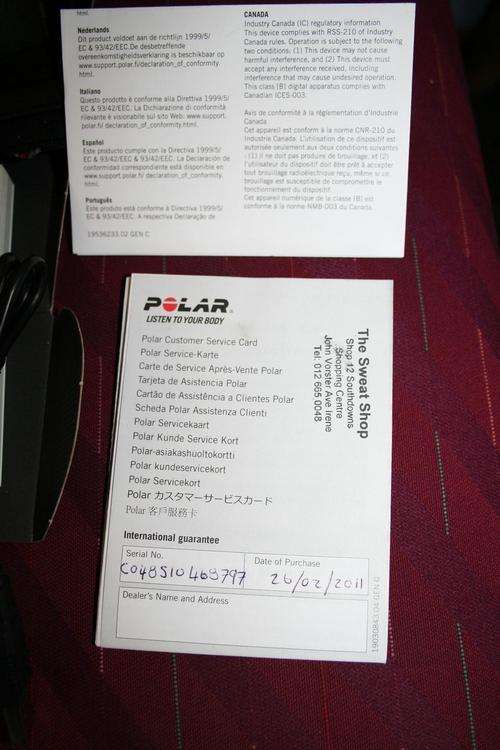 html.
Nederlands
Dit product voldoet aan de richtlijn 1999/5/
EC & 93/42/EEC.De desbetreffende
overeenkomstigheidsverklaring is beschikbaar op
www.support.polar.fi/declaration_of_conformity.
html.
Italiano
Questo prodotto è conforme alla Direttiva 1999/5/
EC & 93/42/EEC. La Dichiarazione di conformità
rilevante è visionabile sul sito Web: www.support.
polar.fi/ declaration_of_conformity.html.
Español
Este producto cumple con la Directiva 1999/5/
EC & 93/42/EEC & 93/42/EEC. La Declaración de
conformidad correspondiente está disponible en
www.support.polar.fi/ declaration_of_conformity.
html.
Português
Este produto está conforme à Directiva 1999/5/
EC & 93/42/EEC. A respectiva Declaração de
19536233.02 GEN C
CANADA
Industry Canada (IC) regulatory information
This device complies with RSS-210 of Industry
Canada rules. Operation is subject to the following
two conditions: (1) This device may not cause
harmful interference, and (2) This device must
accept any interference received, including
interference that may cause undesired operation.
This class [B] digital apparatus complies with
Canadian ICES-003.
Avis de conformité à la réglementation d'Industrie
Canada
Cet appareil est conform à la norme CNR-210 du
Industrie Canada. L'utilisation de ce dispositif est
autorisée seulement aux deux conditions suivantes
: (1) il ne doit pas produire de brouillage, et (2)
l'utilisateur du dispositif doit être prêt à accepter
tout brouillage radioélectrique reçu, même si ce
brouillage est susceptible de compromettre le
fonctionnement du dispositif.
Cet appareil numérique de la classe [B] est
conforme à la norme NMB-003 du Canada.
POLAR®
LISTEN TO YOUR BODY
Polar Customer Service Card
Polar Service-Karte
Carte de Service Après-Vente Polar
Tarjeta de Asistencia Polar
Cartão de Assistência a Clientes Polar
Scheda Polar Assistenza Clienti
Polar Servicekaart
Polar Kunde Service Kort
Polar-asiakashuoltokortti
Polar kundeservicekort
Polar Servicekort
Polar カスタマーサービスカード
Polar 客戶服務卡
The Sweat Shop
Shop 12 Southdowns
Shopping Centre
John Vorster Ave Irene
Tel: 012 665 0048
International guarantee
Serial No.
C048510468797
Date of Purchase
26/02/2011
Dealer's Name and Address